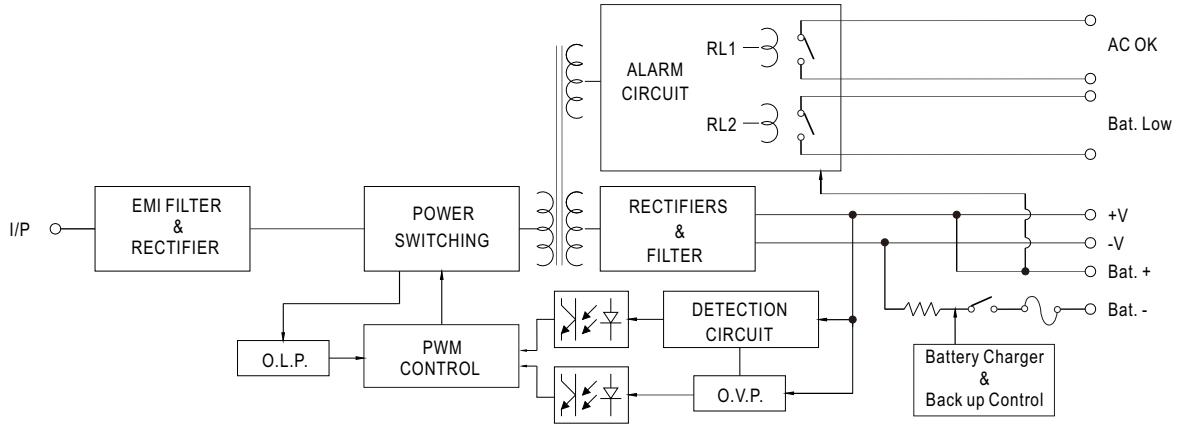 RL1
AC OK
ALARM
CIRCUIT
RL2
Bat. Low
I/P
EMI FILTER
&
RECTIFIER
POWER
SWITCHING
RECTIFIERS
&
FILTER
+V
-V
Bat. +
Bat. -
DETECTION
CIRCUIT
PWM
CONTROL
O.L.P.
O.V.P.
Battery Charger
&
Back up Control